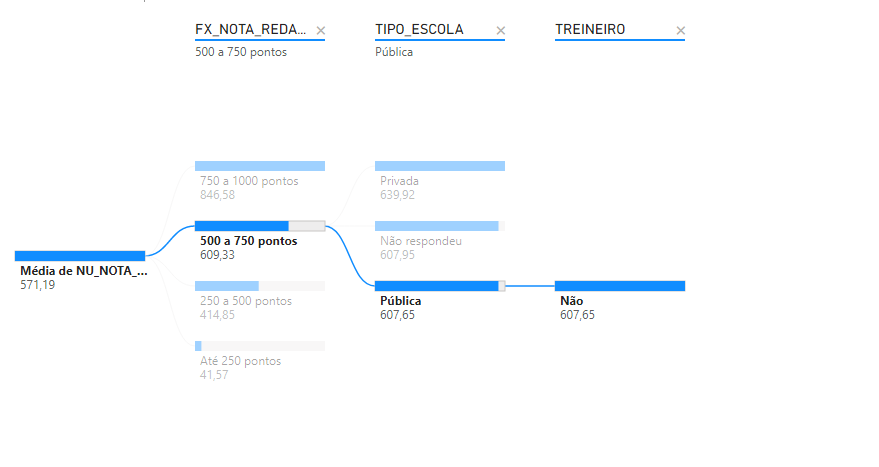 FX_NOTA_REDA...
TIPO_ESCOLA
TREINEIRO
500 a 750 pontos
Pública
750 a 1000 pontos
846,58
Privada
639,92
500 a 750 pontos
609,33
Não respondeu
607,95
Média de NU_NOTA_...
571,19
250 a 500 pontos
414,85
Pública
607,65
Não
607,65
Até 250 pontos
41,57